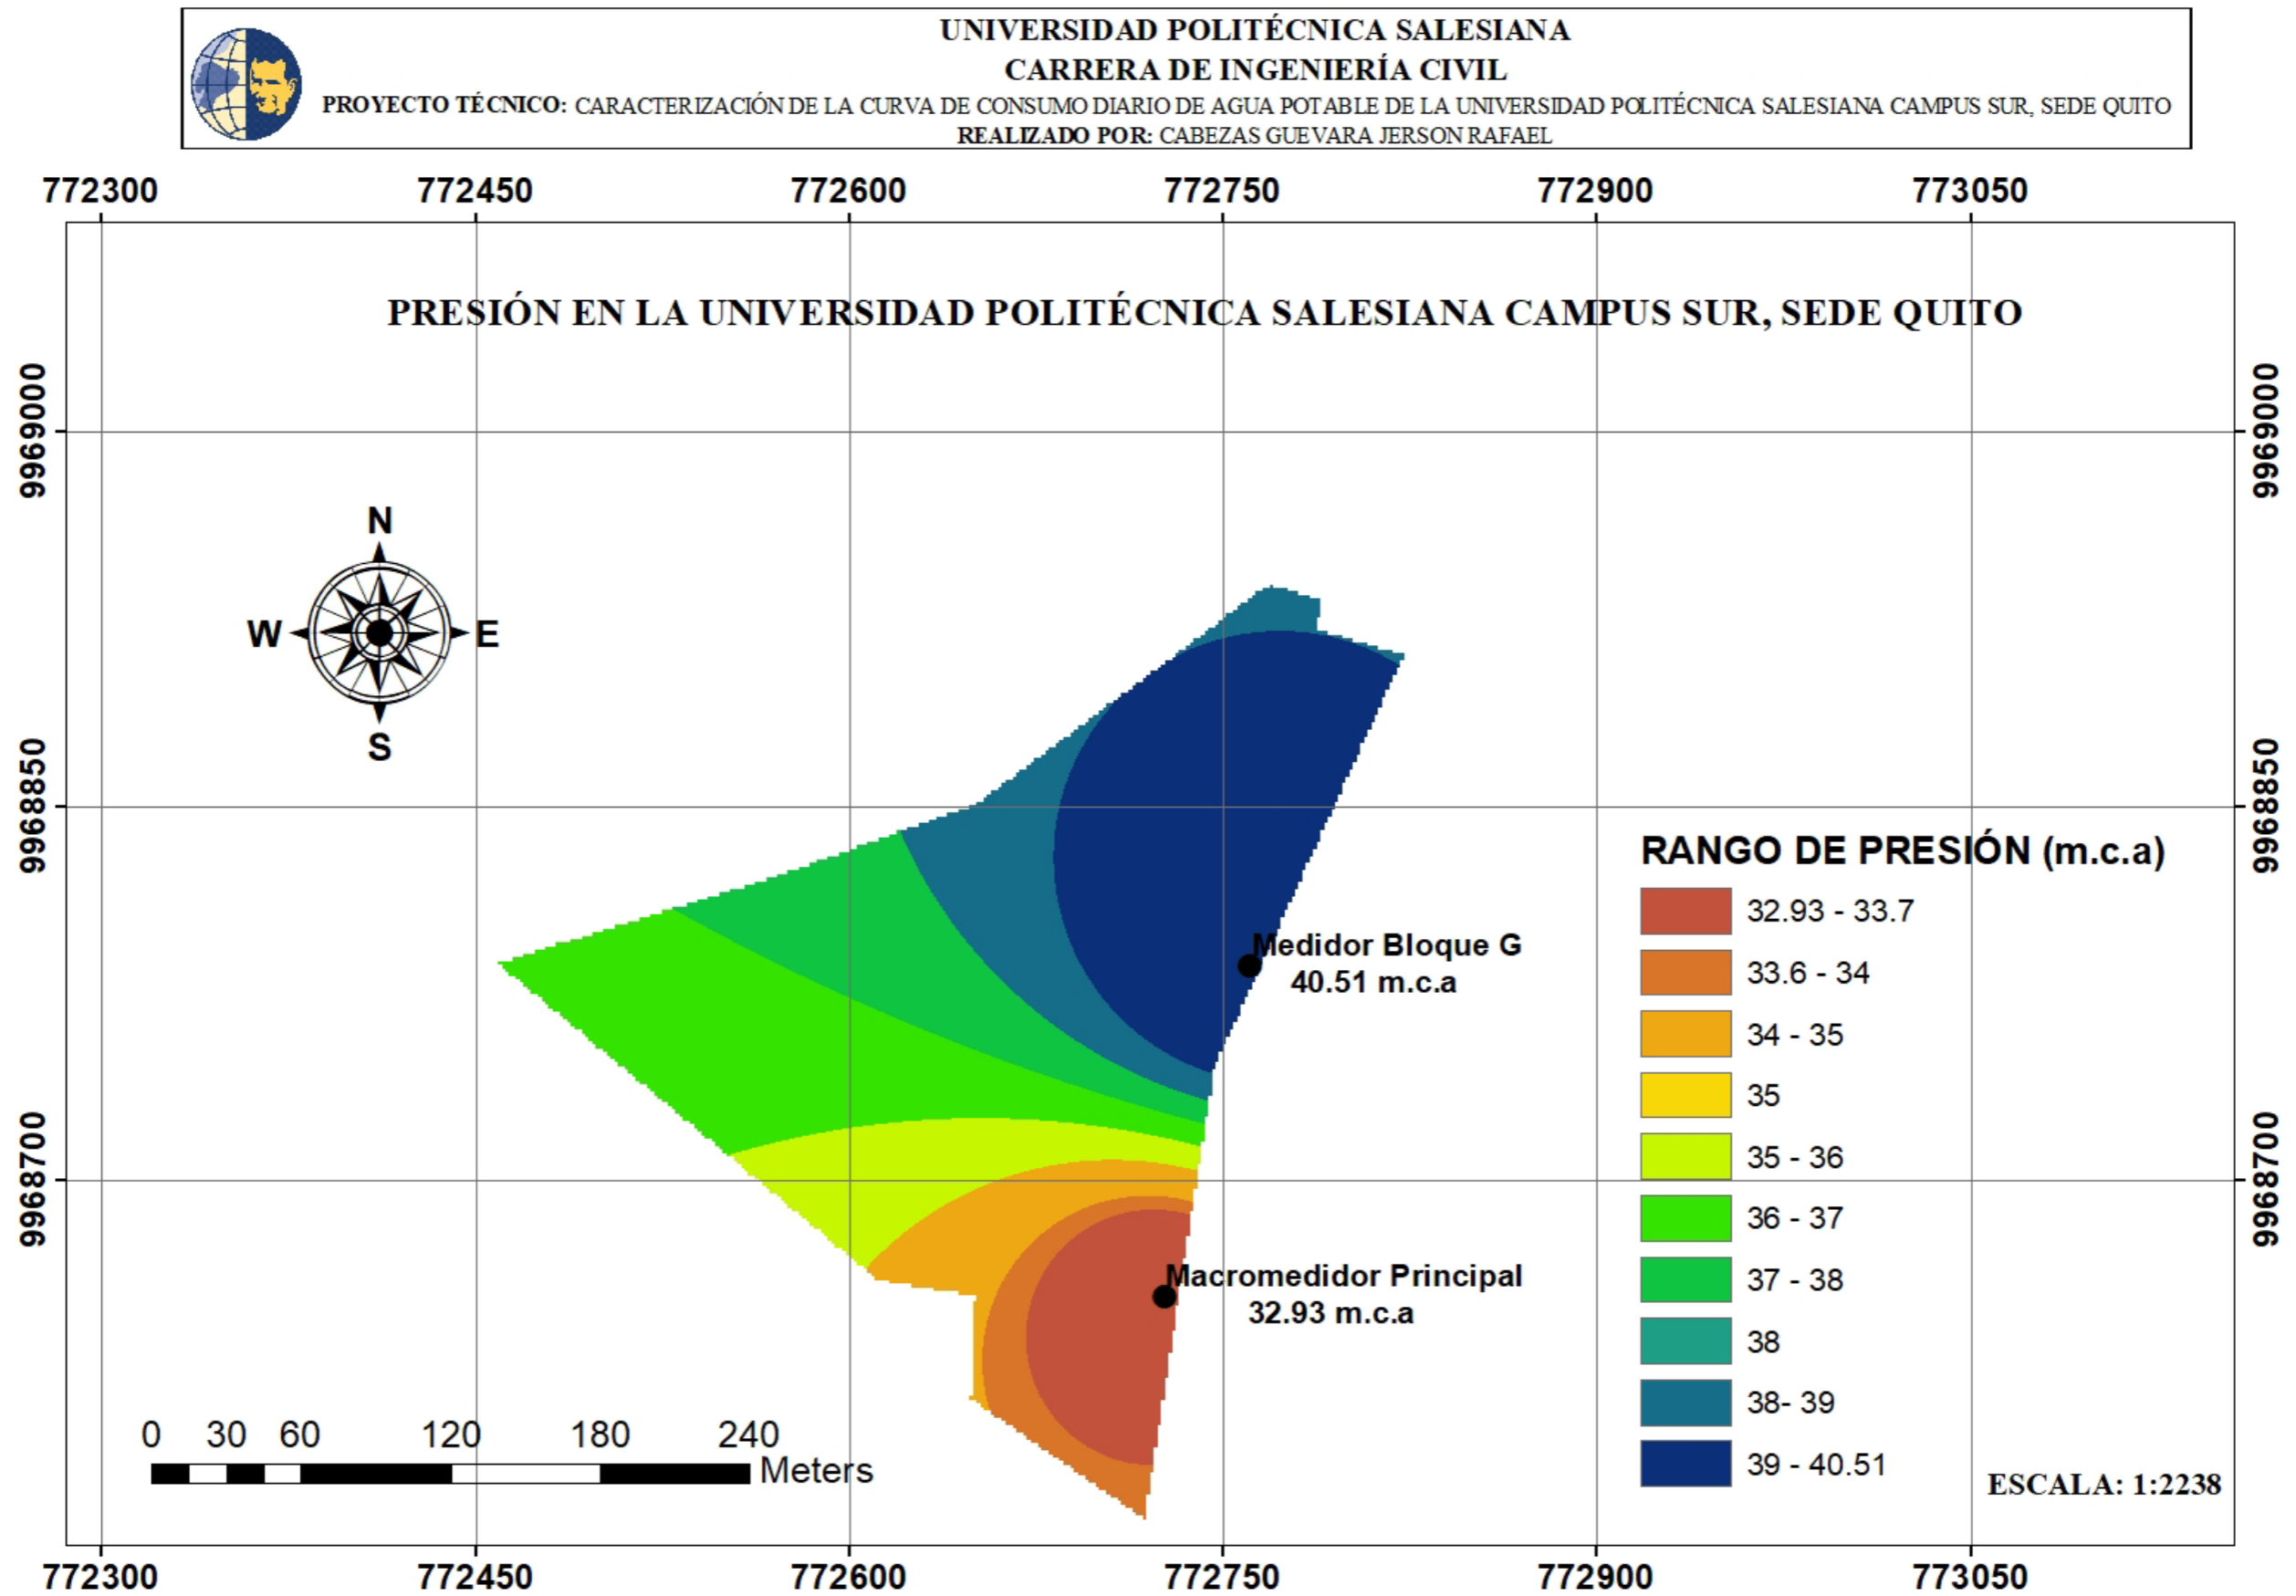 UNIVERSIDAD POLITÉCNICA SALESIANA
CARRERA DE INGENIERÍA CIVIL
PROYECTO TÉCNICO: CARACTERIZACIÓN DE LA CURVA DE CONSUMO DIARIO DE AGUA POTABLE DE LA UNIVERSIDAD POLITÉCNICA SALESIANA CAMPUS SUR, SEDE QUITO
REALIZADO POR: CABEZAS GUEVARA JERSON RAFAEL
772300 772450 772600 772750 772900 773050
PRESIÓN EN LA UNIVERSIDAD POLITÉCNICA SALESIANA CAMPUS SUR, SEDE QUITO
9969000 9969000
N
W E
S
9968850 9968850
RANGO DE PRESIÓN (m.c.a)
32.93 - 33.7
33.6 - 34
34 - 35
35
35 - 36
36 - 37
37 - 38
38
38- 39
39 - 40.51
Medidor Bloque G
40.51 m.c.a
9968700 9968700
Macromedidor Principal
32.93 m.c.a
0 30 60 120 180 240
Meters
ESCALA: 1:2238
772300 772450 772600 772750 772900 773050